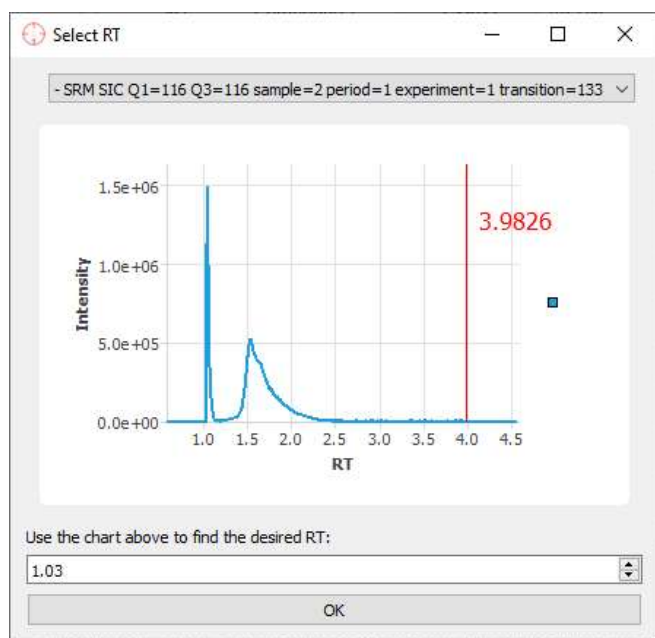 Select RT
- SRM SIC Q1=116 Q3=116 sample=2 period=1 experiment=1 transition=133
1.5e+06
3.9826
1.0e+06
Intensity
5.0e+05
0.0e+00
1.0 1.5 2.0 2.5 3.0 3.5 4.0 4.5
RT
Use the chart above to find the desired RT:
1.03
OK